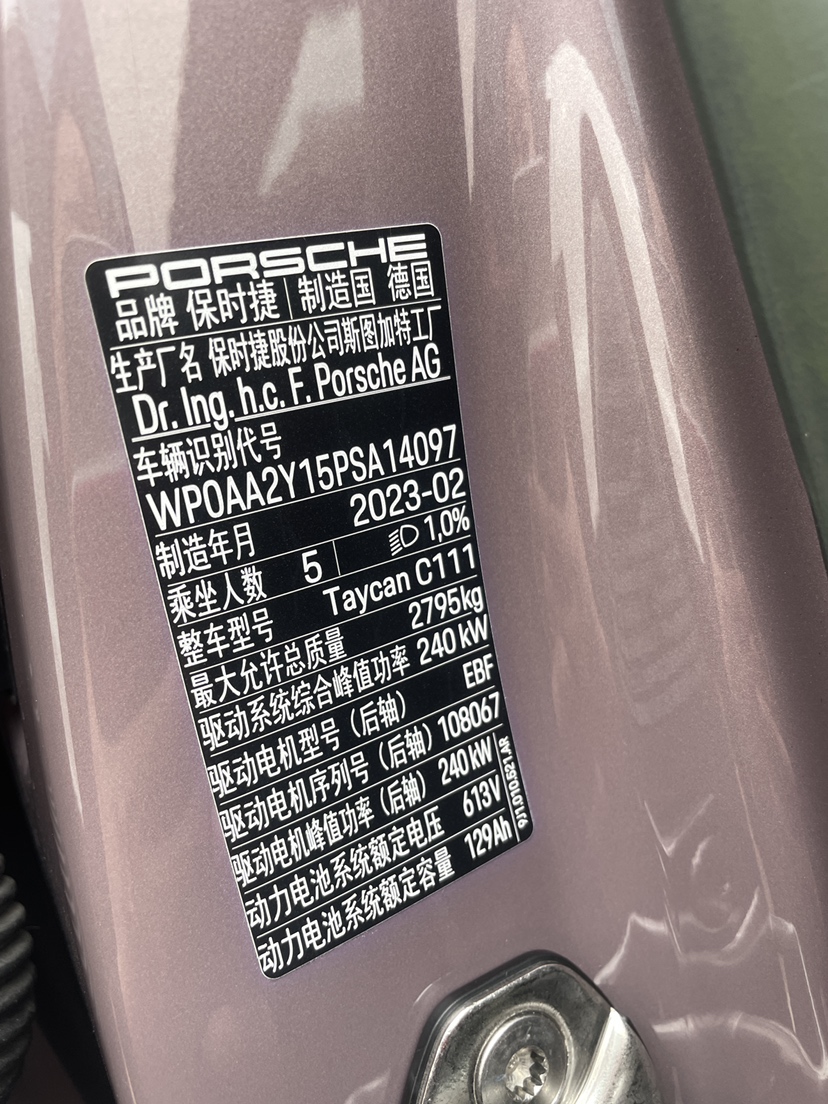 PORSCHE
品牌 保时捷 制造国 德国
生产厂名 保时捷股份公司斯图加特工厂
Dr. Ing. h.c. F. Porsche AG
车辆识别代号
WP0AA2Y15PSA14097
制造年月 2023-02
乘坐人数 5 1,0%
整车型号 Taycan C111
最大允许总质量 2795kg
驱动系统综合峰值功率 240 kW
驱动电机型号（后轴） EBF
驱动电机序列号（后轴） 108067
驱动电机峰值功率（后轴） 240 kW
动力电池系统额定电压 613V
动力电池系统额定容量 129Ah